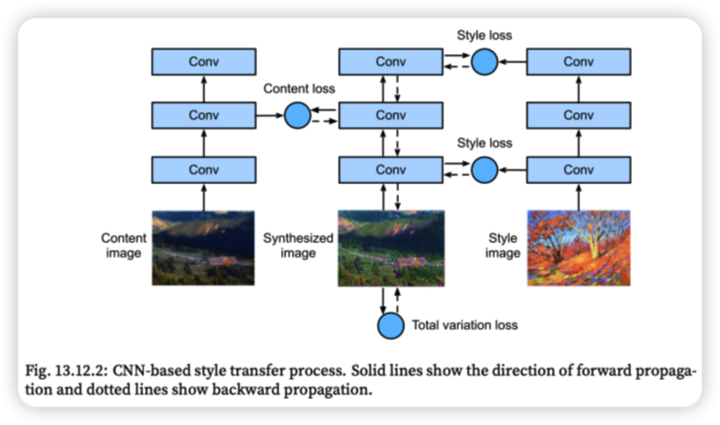 Style loss
Conv Conv Conv
Content loss
Conv Conv Conv
Style loss
Conv Conv Conv
Content
image
Synthesized
image
Style
image
Total variation loss
Fig. 13.12.2: CNN-based style transfer process. Solid lines show the direction of forward propaga-
tion and dotted lines show backward propagation.